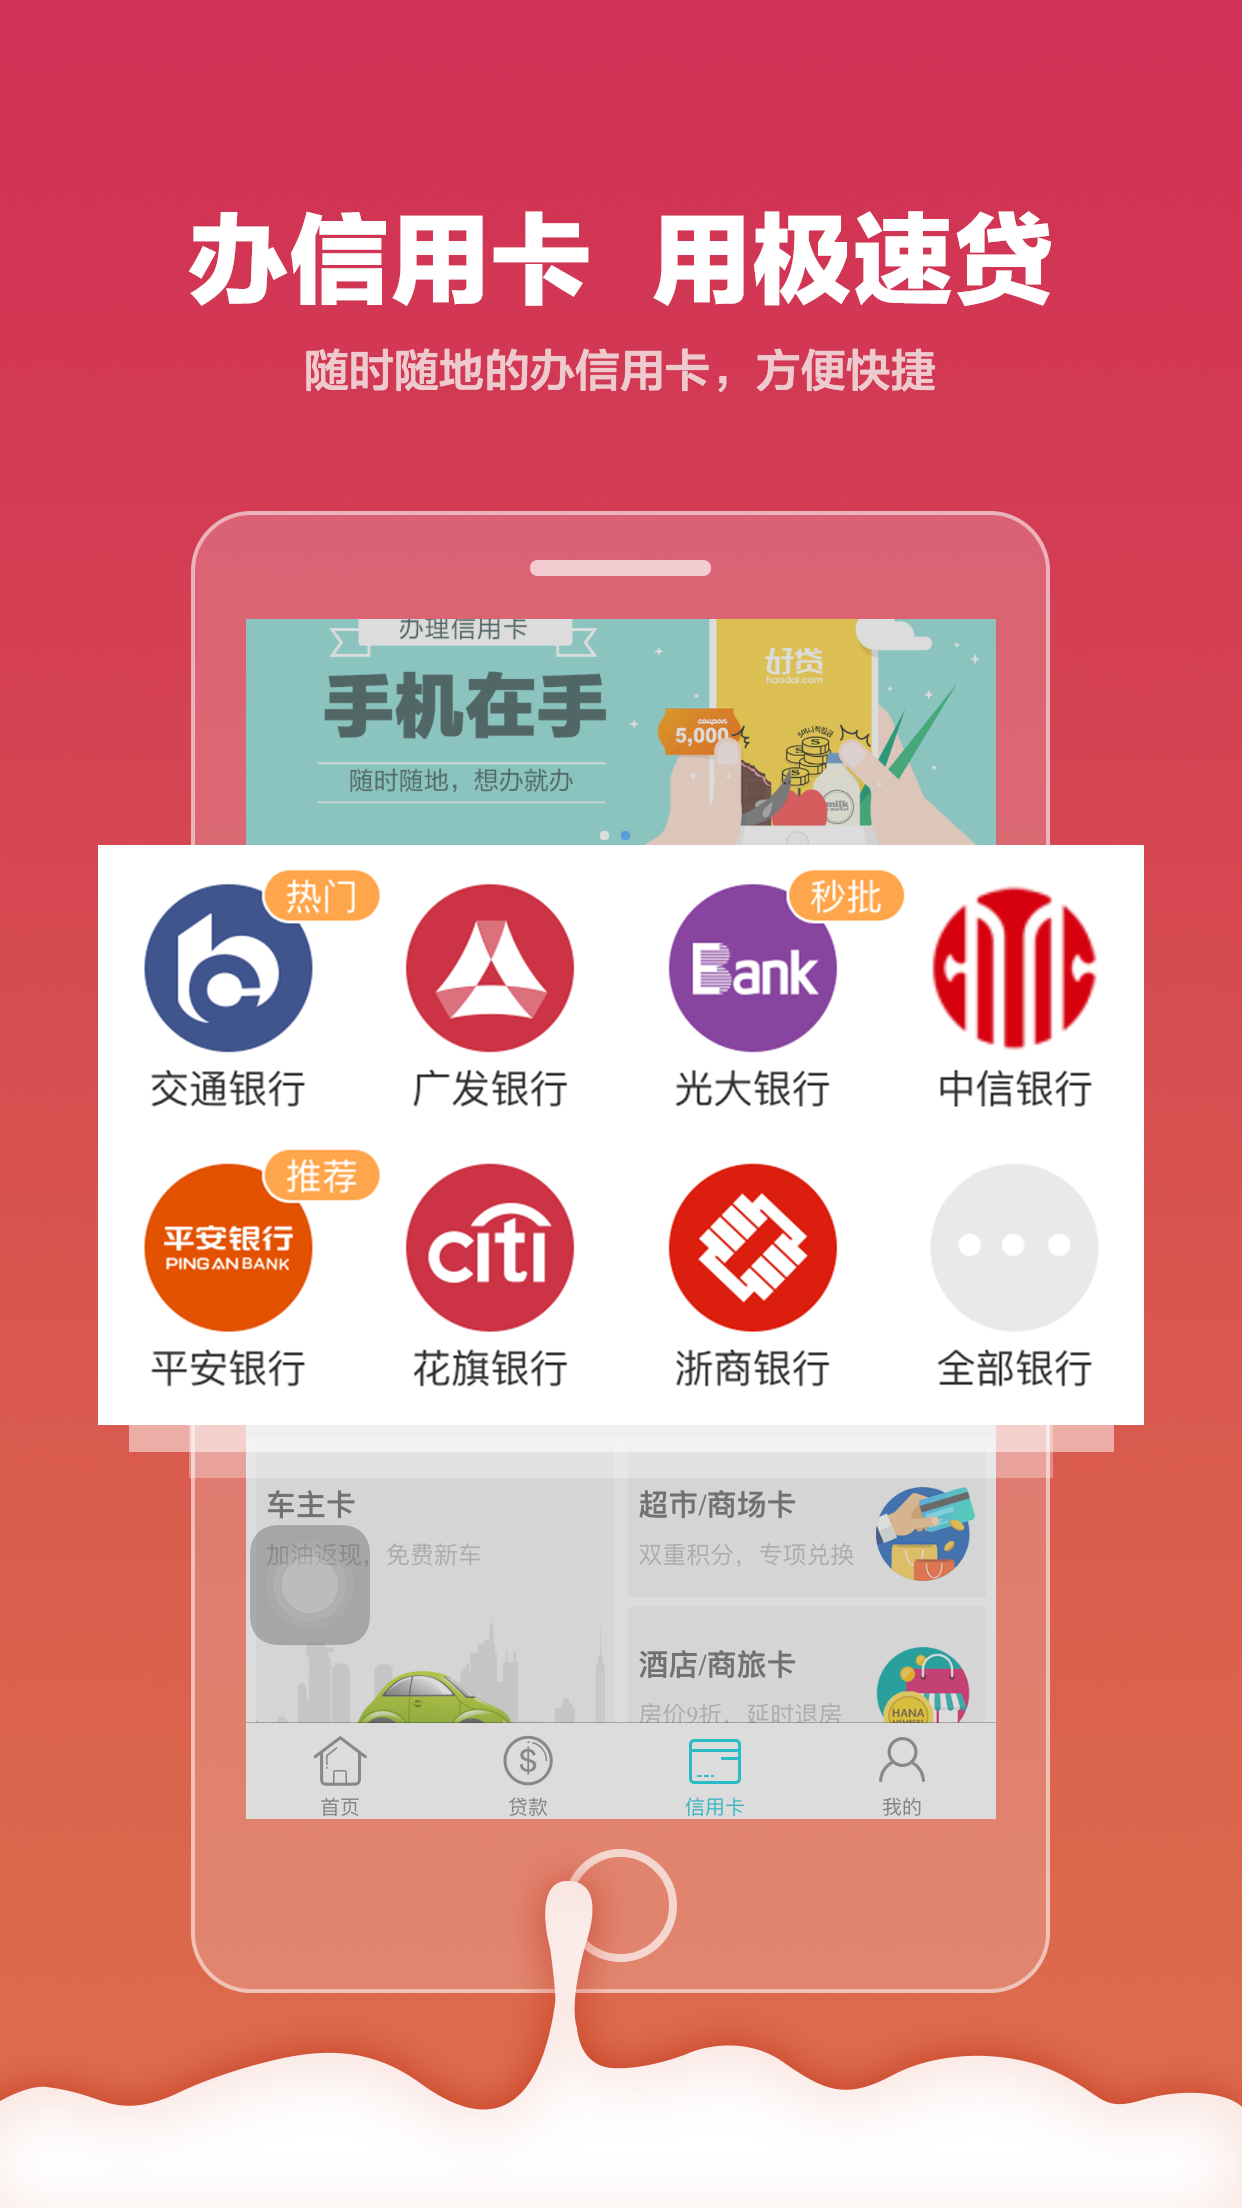 办信用卡 用极速贷
随时随地的办信用卡，方便快捷
办理信用卡
手机在手
随时随地，想办就办
好贷
haodai.com
coupon
5,000
milk
热门
秒批
Bank
交通银行
广发银行
光大银行
中信银行
推荐
平安银行
PINGAN BANK
citi
平安银行
花旗银行
浙商银行
全部银行
车主卡
加油返现，免费新车
超市/商场卡
双重积分，专项兑换
酒店/商旅卡
房价9折，延时退房
HANA
MEMBERS
首页
贷款
信用卡
我的